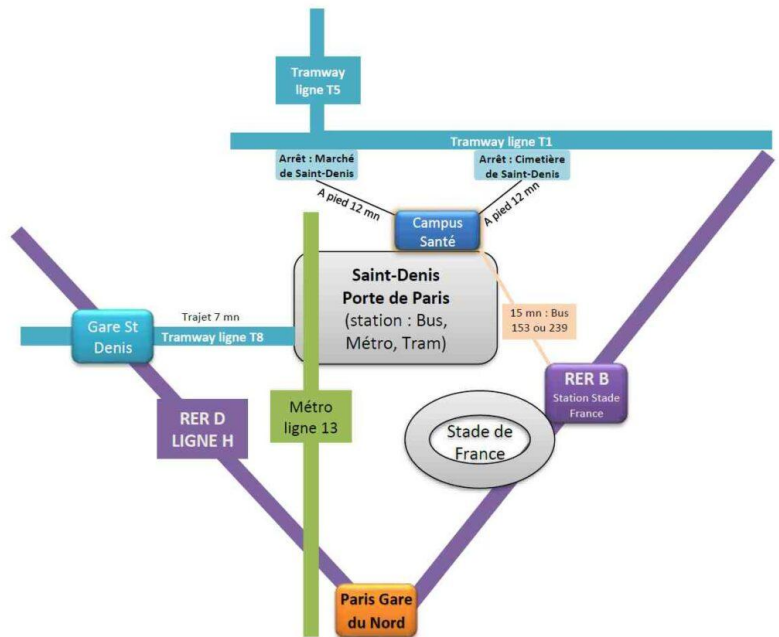 Tramway
ligne T5
Tramway ligne T1
Arrêt : Marché
de Saint-Denis
Arrêt : Cimetière
de Saint-Denis
A pied 12 mn
A pied 12 mn
Campus
Santé
Saint-Denis
Porte de Paris
(station : Bus,
Métro, Tram)
Trajet 7 mn
Gare St
Denis
Tramway ligne T8
15 mn : Bus
153 ou 239
RER B
Station Stade
France
RER D
LIGNE H
Métro
ligne 13
Stade de
France
Paris Gare
du Nord